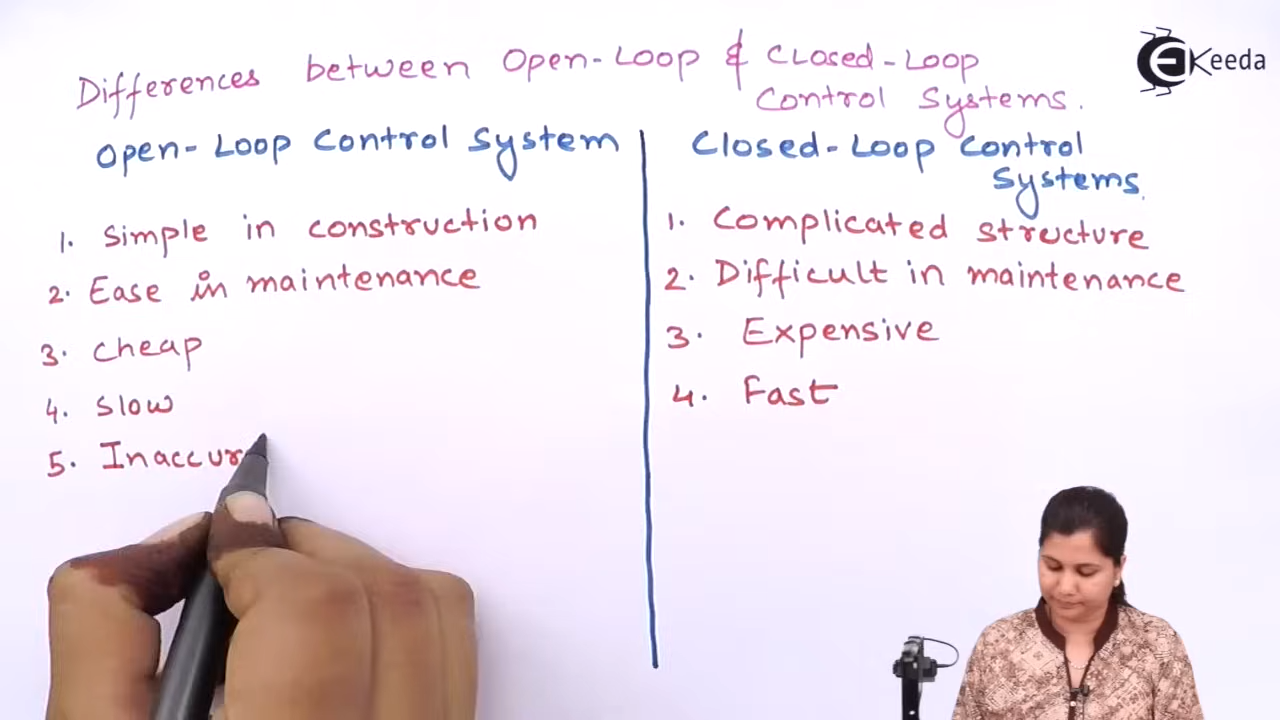 Differences between Open-Loop & Closed-Loop
Control Systems.
EKeeda
Open-Loop Control System
Closed-Loop Control
Systems.
1. Simple in construction
2. Ease in maintenance
3. Cheap
4. Slow
5. Inaccur
1. Complicated structure
2. Difficult in maintenance
3. Expensive
4. Fast